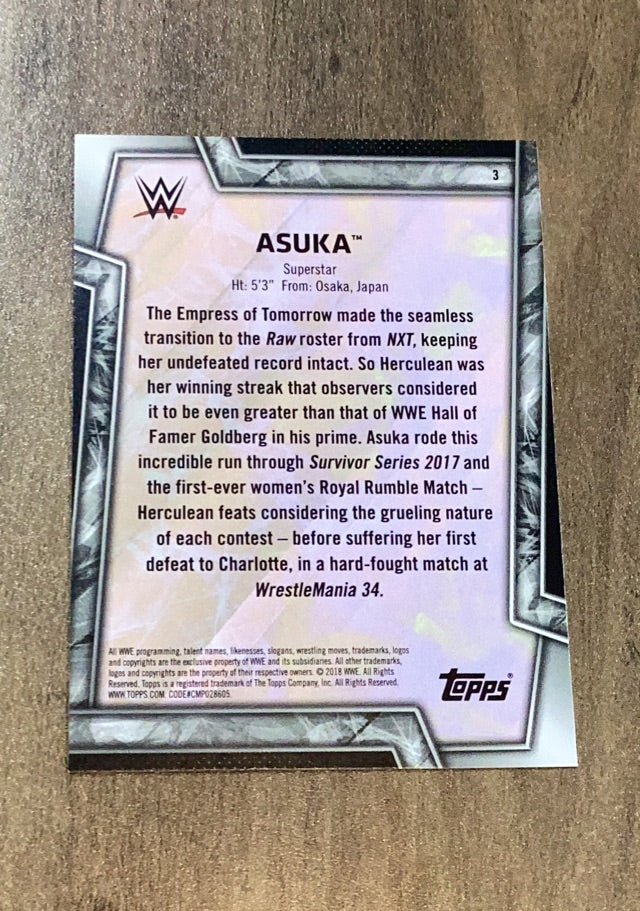 W
3
ASUKA™
Superstar
Ht: 5'3" From: Osaka, Japan
The Empress of Tomorrow made the seamless
transition to the Raw roster from NXT, keeping
her undefeated record intact. So Herculean was
her winning streak that observers considered
it to be even greater than that of WWE Hall of
Famer Goldberg in his prime. Asuka rode this
incredible run through Survivor Series 2017 and
the first-ever women's Royal Rumble Match –
Herculean feats considering the grueling nature
of each contest – before suffering her first
defeat to Charlotte, in a hard-fought match at
WrestleMania 34.
All WWE programming, talent names, likenesses, slogans, wrestling moves, trademarks, logos
and copyrights are the exclusive property of WWE and its subsidiaries. All other trademarks,
logos and copyrights are the property of their respective owners. © 2018 WWE. All Rights
Reserved. Topps is a registered trademark of The Topps Company, Inc. All Rights Reserved.
WWW.TOPPS.COM. CODE#CMP028605
topps®